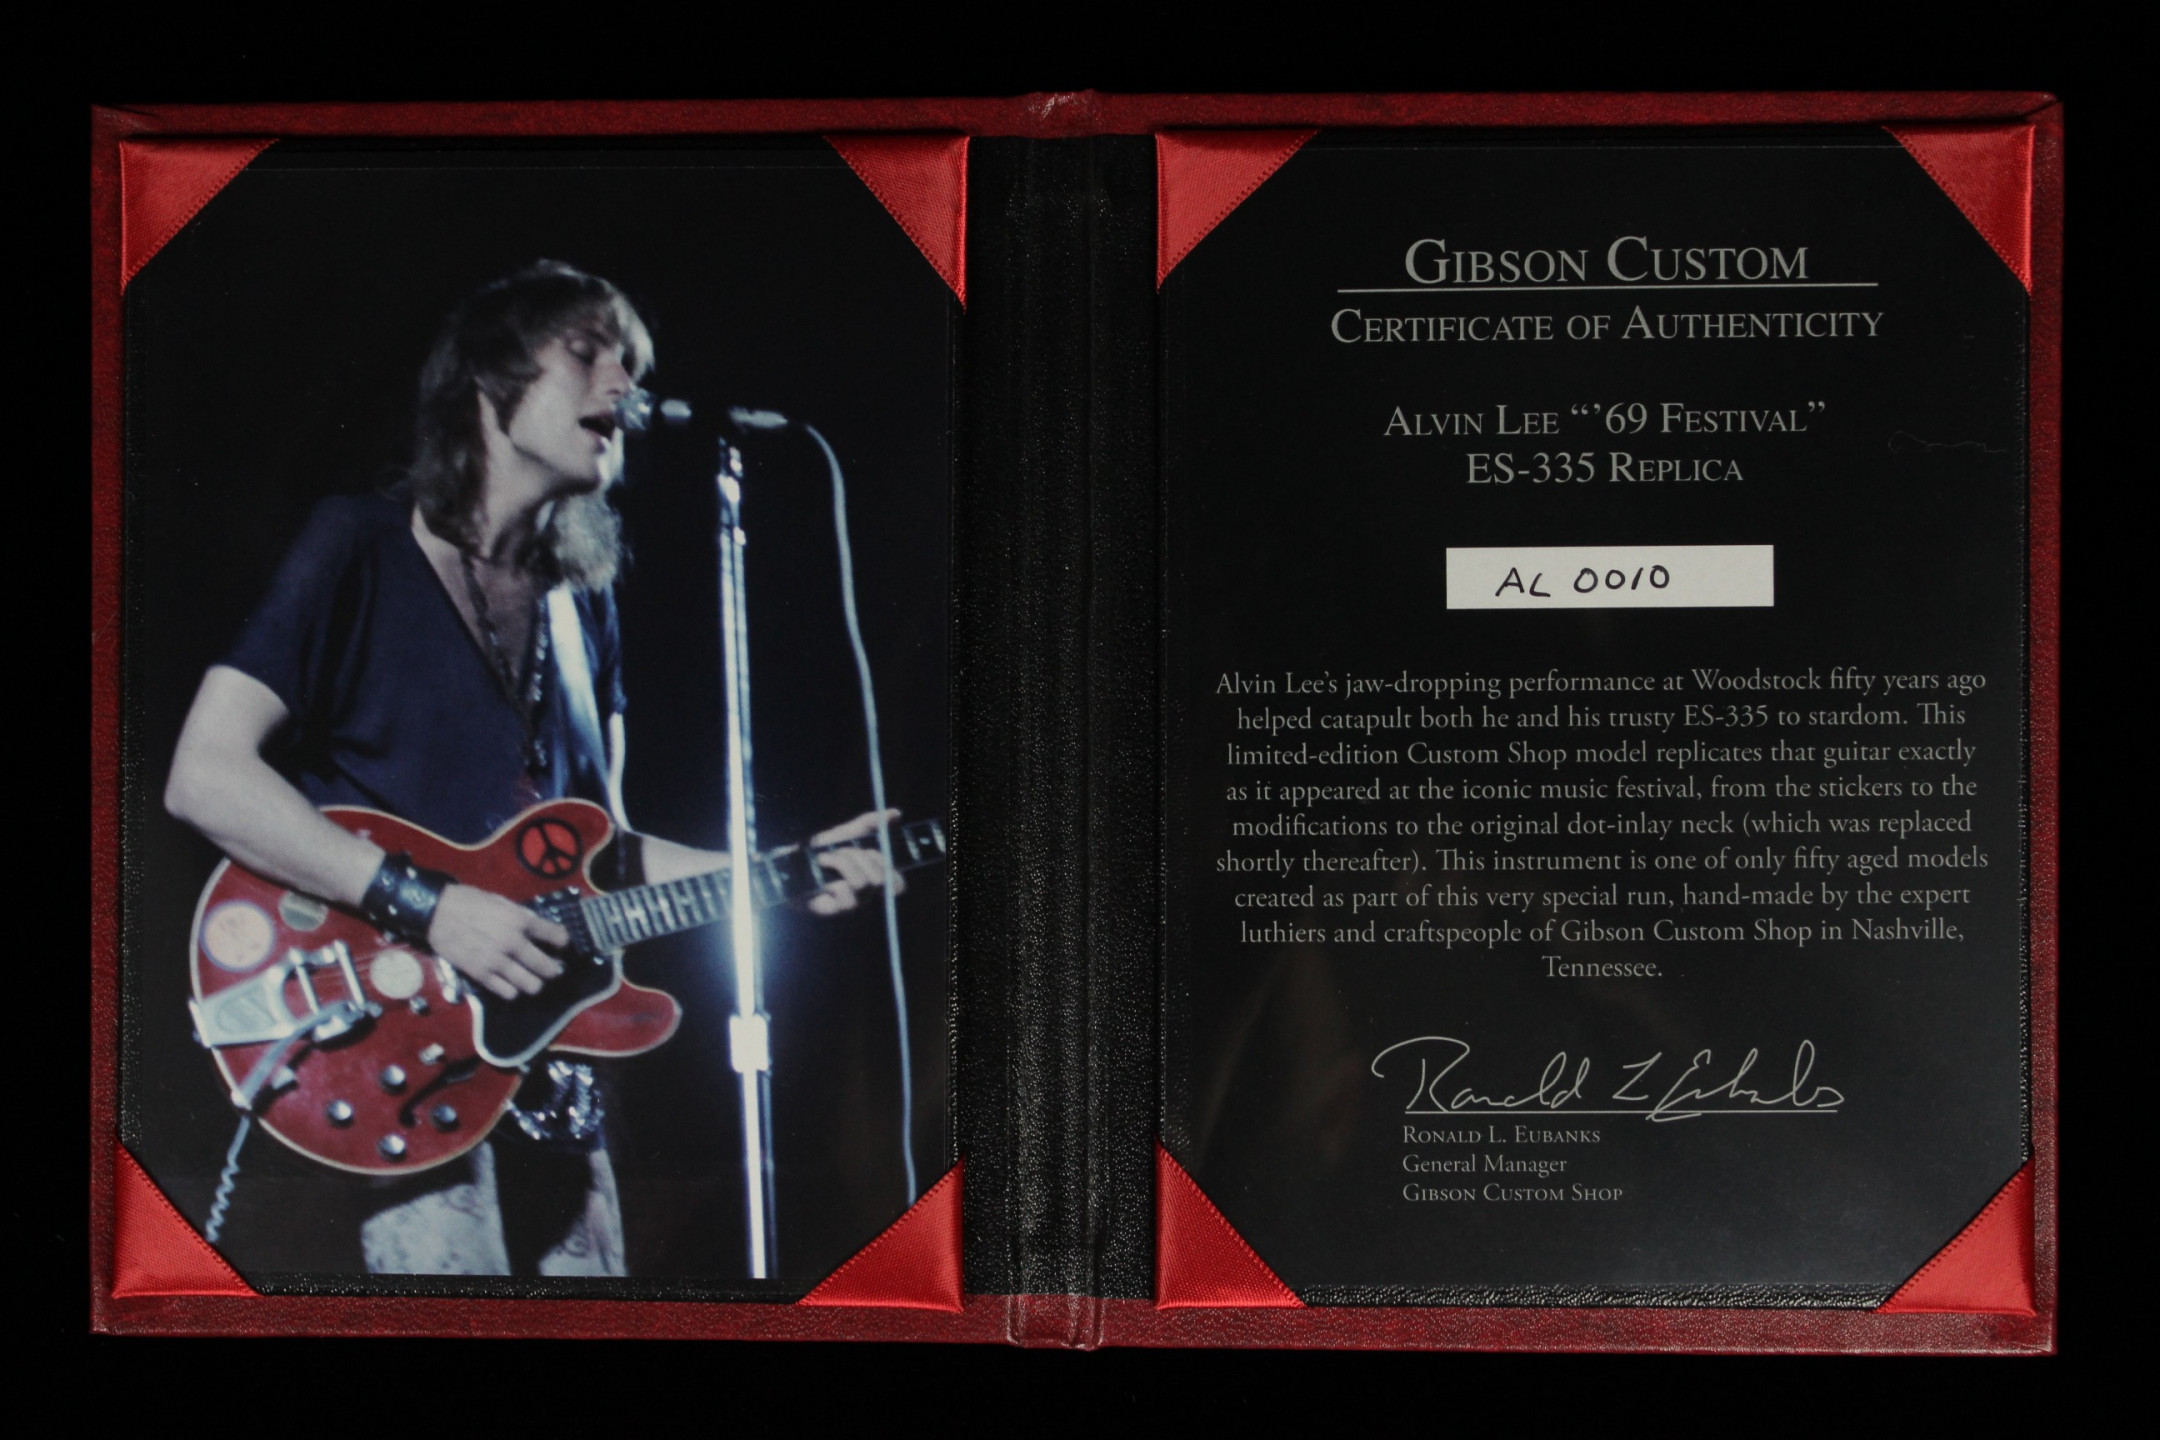 GIBSON CUSTOM
CERTIFICATE OF AUTHENTICITY
ALVIN LEE “’69 FESTIVAL”
ES-335 REPLICA
AL 0010
Alvin Lee’s jaw-dropping performance at Woodstock fifty years ago
helped catapult both he and his trusty ES-335 to stardom. This
limited-edition Custom Shop model replicates that guitar exactly
as it appeared at the iconic music festival, from the stickers to the
modifications to the original dot-inlay neck (which was replaced
shortly thereafter). This instrument is one of only fifty aged models
created as part of this very special run, hand-made by the expert
luthiers and craftspeople of Gibson Custom Shop in Nashville,
Tennessee.
Ronald L Eubanks
RONALD L. EUBANKS
General Manager
GIBSON CUSTOM SHOP